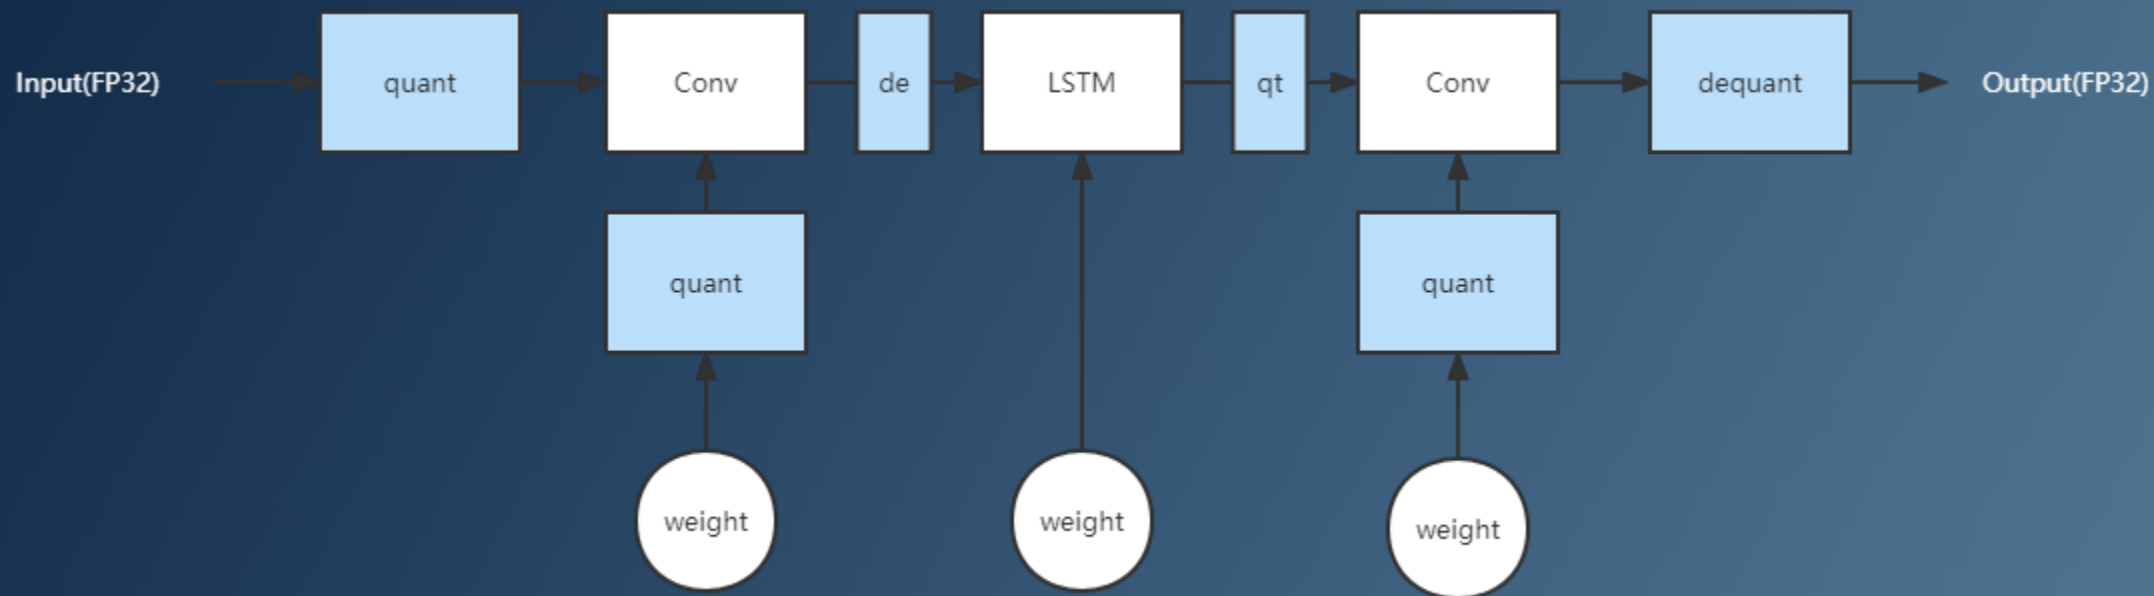 Input(FP32)
quant
Conv
de
LSTM
qt
Conv
dequant
Output(FP32)
quant
quant
weight
weight
weight